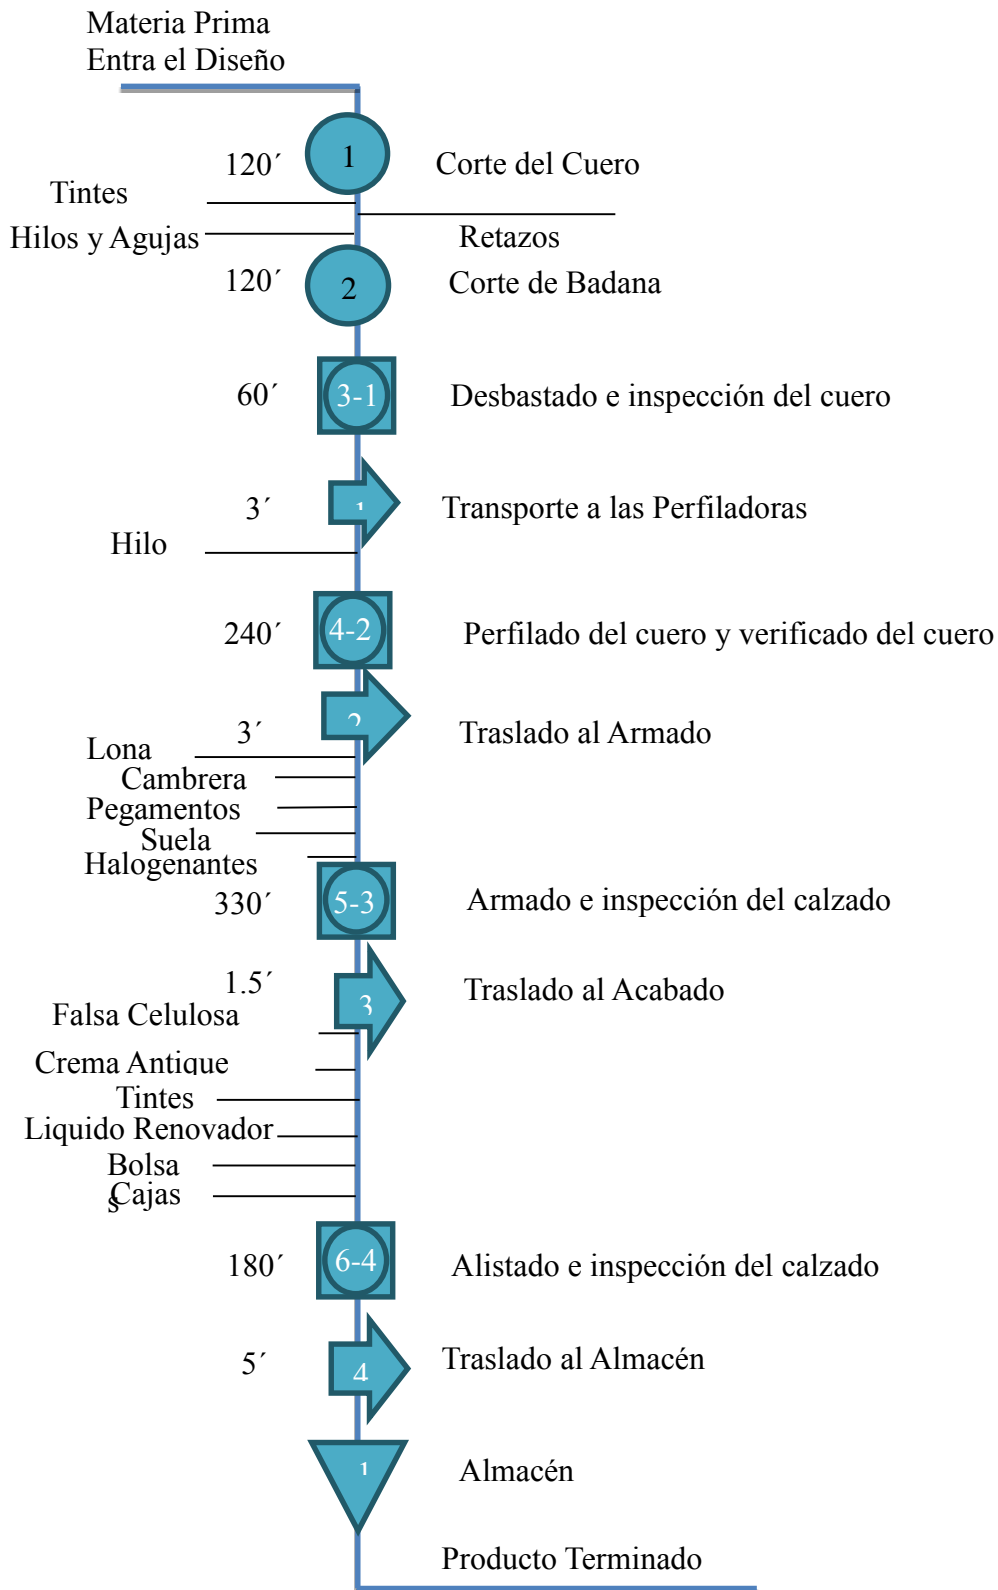 Materia Prima
Entra el Diseño
120´
1
Corte del Cuero
Tintes
Hilos y Agujas
Retazos
120´
2
Corte de Badana
60´
3-1
Desbastado e inspección del cuero
3´
1
Transporte a las Perfiladoras
Hilo
240´
4-2
Perfilado del cuero y verificado del cuero
3´
2
Traslado al Armado
Lona
Cambrera
Pegamentos
Suela
Halogenantes
330´
5-3
Armado e inspección del calzado
1.5´
3
Traslado al Acabado
Falsa Celulosa
Crema Antique
Tintes
Liquido Renovador
Bolsa
s
Cajas
180´
6-4
Alistado e inspección del calzado
5´
4
Traslado al Almacén
1
Almacén
Producto Terminado